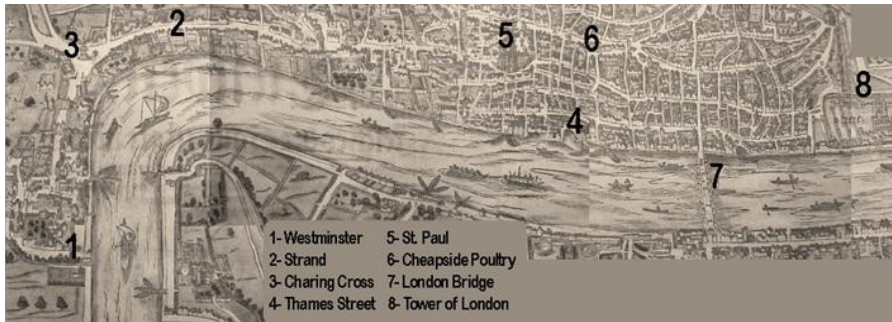 3
2
5
6
8
4
7
1
1- Westminster
2- Strand
3- Charing Cross
4- Thames Street
5- St. Paul
6- Cheapside Poultry
7- London Bridge
8- Tower of London